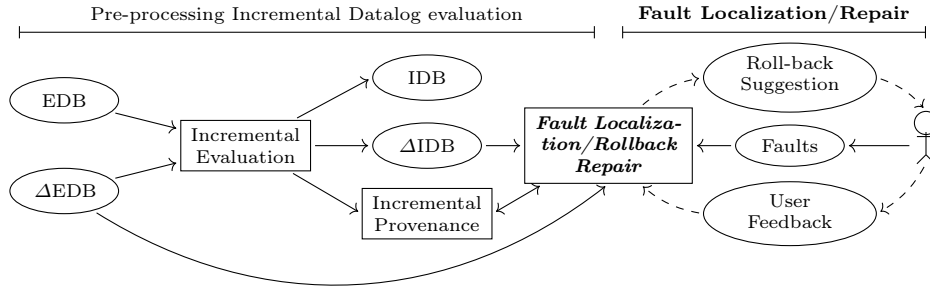 Pre-processing Incremental Datalog evaluation
Fault Localization/Repair
EDB
ΔEDB
Incremental
Evaluation
IDB
ΔIDB
Incremental
Provenance
Fault Localiza-
tion/Rollback
Repair
Roll-back
Suggestion
Faults
User
Feedback